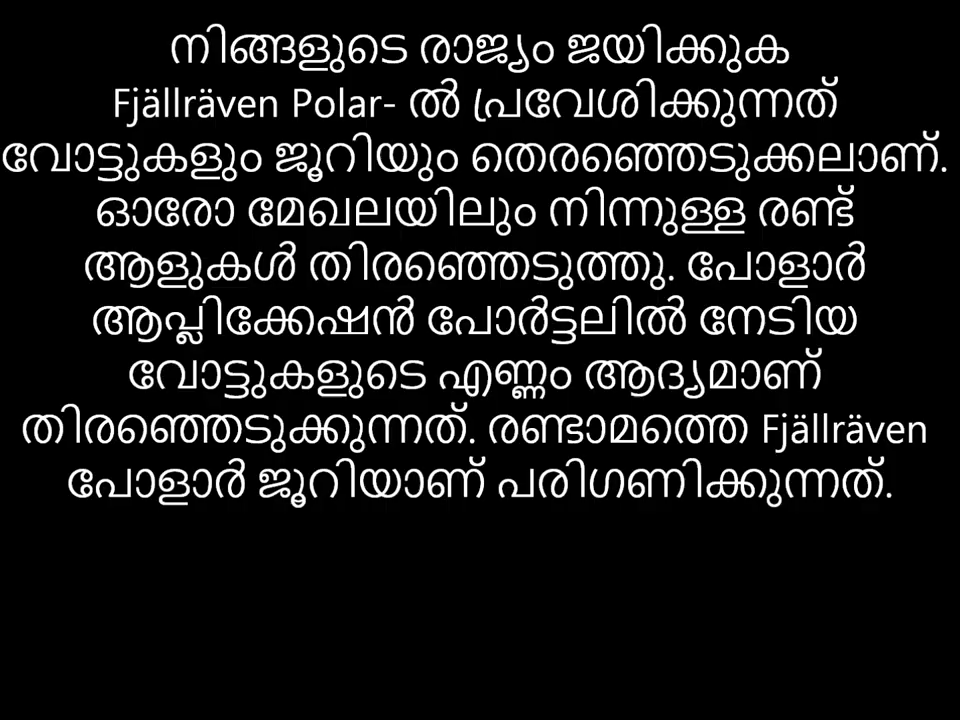 നിങ്ങളുടെ രാജ്യം ജയിക്കുക
Fjällräven Polar- ൽ പ്രവേശിക്കുന്നത്
വോട്ടുകളും ജൂറിയും തെരഞ്ഞെടുക്കലാണ്.
ഓരോ മേഖലയിലും നിന്നുള്ള രണ്ട്
ആളുകൾ തിരഞ്ഞെടുത്തു. പോളാർ
ആപ്ലിക്കേഷൻ പോർട്ടലിൽ നേടിയ
വോട്ടുകളുടെ എണ്ണം ആദ്യമാണ്
തിരഞ്ഞെടുക്കുന്നത്. രണ്ടാമത്തെ Fjällräven
പോളാർ ജൂറിയാണ് പരിഗണിക്കുന്നത്.